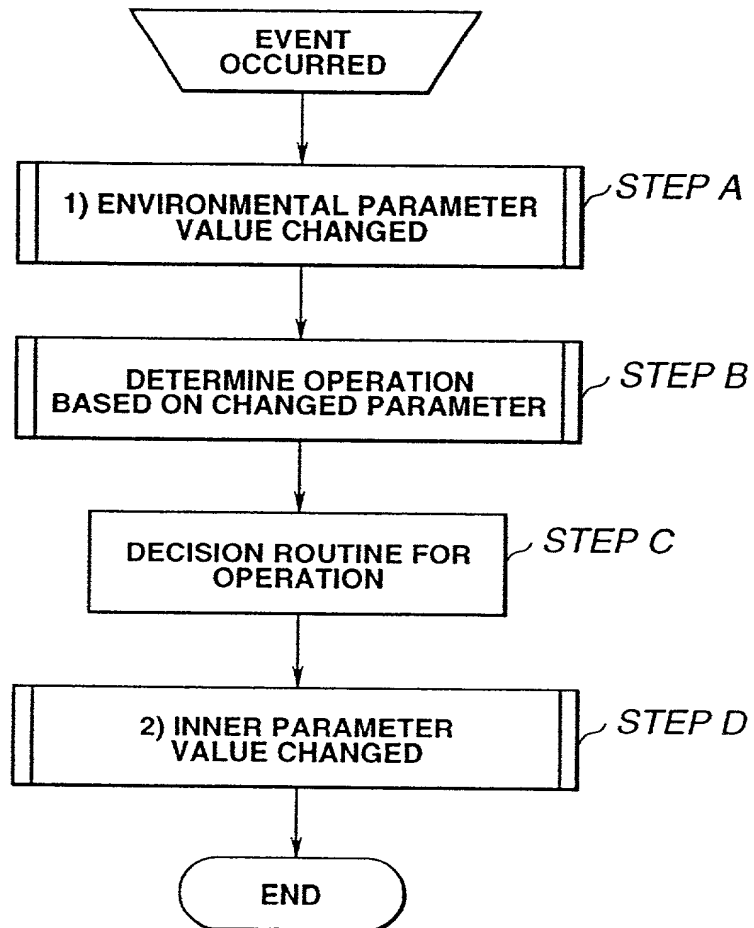 EVENT
OCCURRED
1) ENVIRONMENTAL PARAMETER
VALUE CHANGED
STEP A
DETERMINE OPERATION
BASED ON CHANGED PARAMETER
STEP B
DECISION ROUTINE FOR
OPERATION
STEP C
2) INNER PARAMETER
VALUE CHANGED
STEP D
END